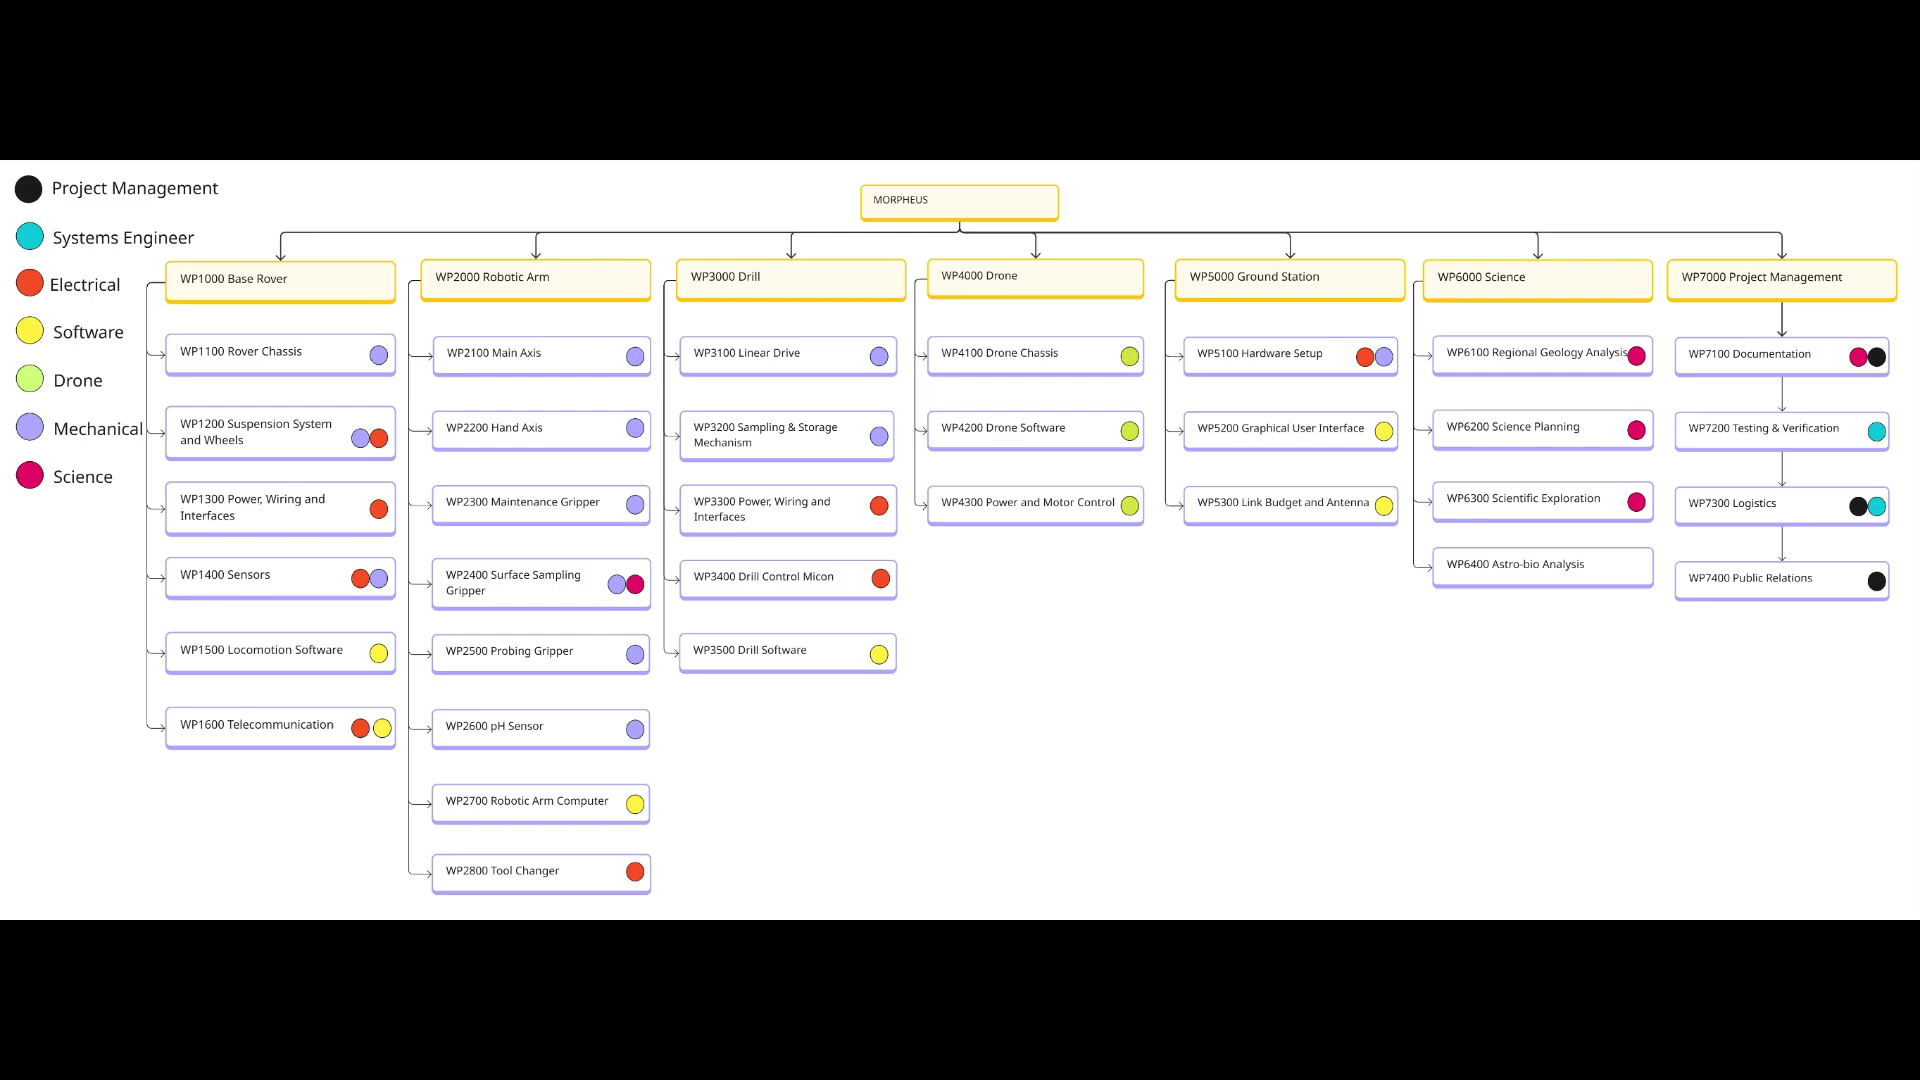 Project Management
Systems Engineer
Electrical
Software
Drone
Mechanical
Science
MORPHEUS
WP1000 Base Rover
WP1100 Rover Chassis
WP1200 Suspension System
and Wheels
WP1300 Power, Wiring and
Interfaces
WP1400 Sensors
WP1500 Locomotion Software
WP1600 Telecommunication
WP2000 Robotic Arm
WP2100 Main Axis
WP2200 Hand Axis
WP2300 Maintenance Gripper
WP2400 Surface Sampling
Gripper
WP2500 Probing Gripper
WP2600 pH Sensor
WP2700 Robotic Arm Computer
WP2800 Tool Changer
WP3000 Drill
WP3100 Linear Drive
WP3200 Sampling & Storage
Mechanism
WP3300 Power, Wiring and
Interfaces
WP3400 Drill Control Micon
WP3500 Drill Software
WP4000 Drone
WP4100 Drone Chassis
WP4200 Drone Software
WP4300 Power and Motor Control
WP5000 Ground Station
WP5100 Hardware Setup
WP5200 Graphical User Interface
WP5300 Link Budget and Antenna
WP6000 Science
WP6100 Regional Geology Analysis
WP6200 Science Planning
WP6300 Scientific Exploration
WP6400 Astro-bio Analysis
WP7000 Project Management
WP7100 Documentation
WP7200 Testing & Verification
WP7300 Logistics
WP7400 Public Relations